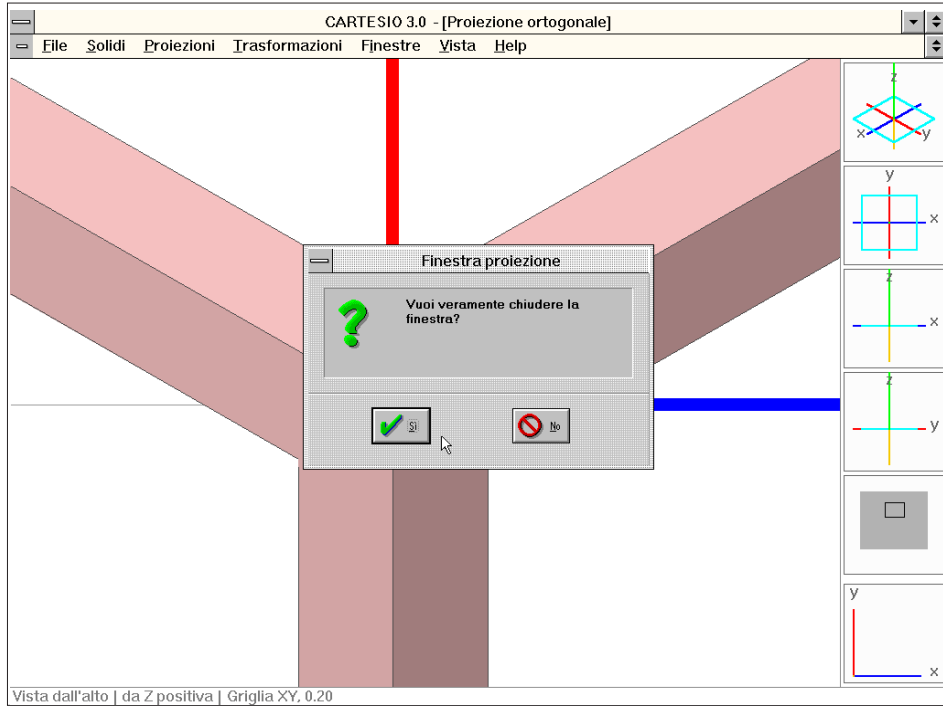 CARTESIO 3.0 - [Proiezione ortogonale]
File Solidi Proiezioni Trasformazioni Finestre Vista Help
z
x y
y
x
z
x
z
y
y
x
Finestra proiezione
Vuoi veramente chiudere la
finestra?
Sì No
Vista dall'alto | da Z positiva | Griglia XY, 0.20